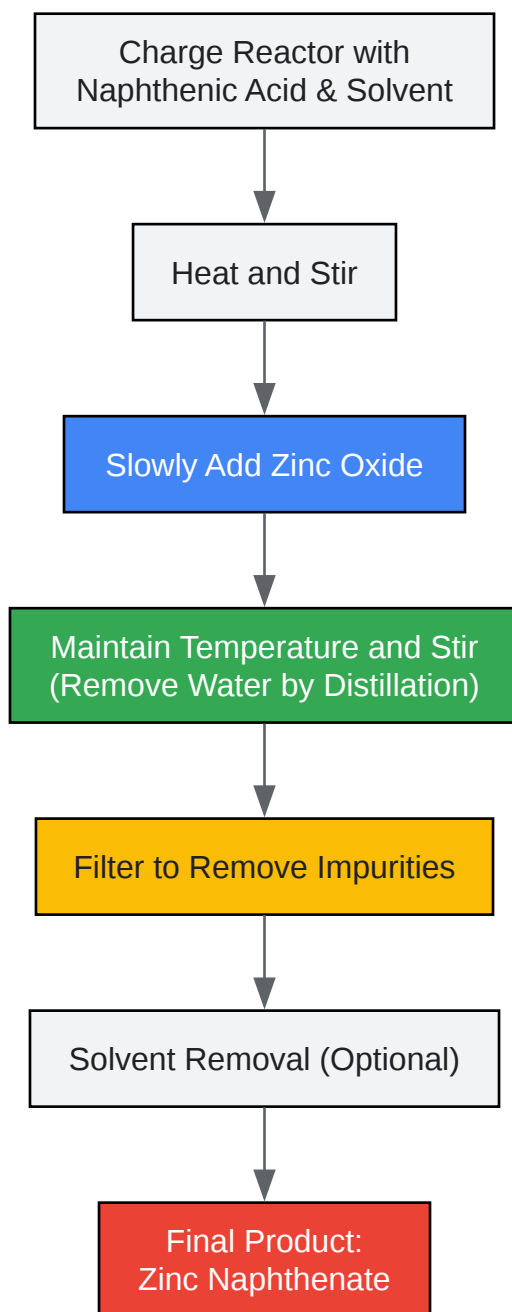 Charge Reactor with
Naphthenic Acid & Solvent
Heat and Stir
Slowly Add Zinc Oxide
Maintain Temperature and Stir
(Remove Water by Distillation)
Filter to Remove Impurities
Solvent Removal (Optional)
Final Product:
Zinc Naphthenate